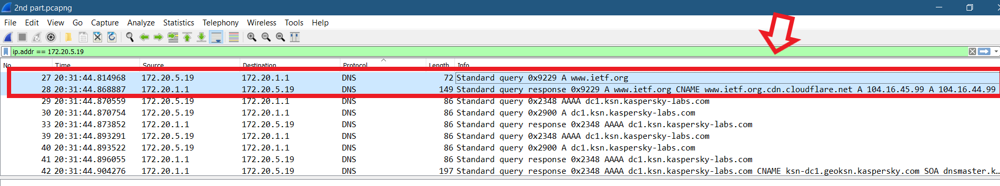 2nd part.pcapng
File Edit View Go Capture Analyze Statistics Telephony Wireless Tools Help
ip.addr == 172.20.5.19
No. Time Source Destination Protocol Length Info
27 20:31:44.814968 172.20.5.19 172.20.1.1 DNS 72 Standard query 0x9229 A www.ietf.org
28 20:31:44.868887 172.20.1.1 172.20.5.19 DNS 149 Standard query response 0x9229 A www.ietf.org CNAME www.ietf.org.cdn.cloudflare.net A 104.16.45.99 A 104.16.44.99
29 20:31:44.870559 172.20.5.19 172.20.1.1 DNS 86 Standard query 0x2348 AAAA dc1.ksn.kaspersky-labs.com
30 20:31:44.870754 172.20.5.19 172.20.1.1 DNS 86 Standard query 0x2900 A dc1.ksn.kaspersky-labs.com
33 20:31:44.873852 172.20.1.1 172.20.5.19 DNS 86 Standard query response 0x2348 AAAA dc1.ksn.kaspersky-labs.com
39 20:31:44.893291 172.20.5.19 172.20.1.1 DNS 86 Standard query 0x2348 AAAA dc1.ksn.kaspersky-labs.com
40 20:31:44.893522 172.20.5.19 172.20.1.1 DNS 86 Standard query 0x2900 A dc1.ksn.kaspersky-labs.com
41 20:31:44.896055 172.20.1.1 172.20.5.19 DNS 86 Standard query response 0x2348 AAAA dc1.ksn.kaspersky-labs.com
42 20:31:44.904276 172.20.1.1 172.20.5.19 DNS 197 Standard query response 0x2348 AAAA dc1.ksn.kaspersky-labs.com CNAME ksn-dc1.geoksn.kaspersky.com SOA dnsmaster.k…